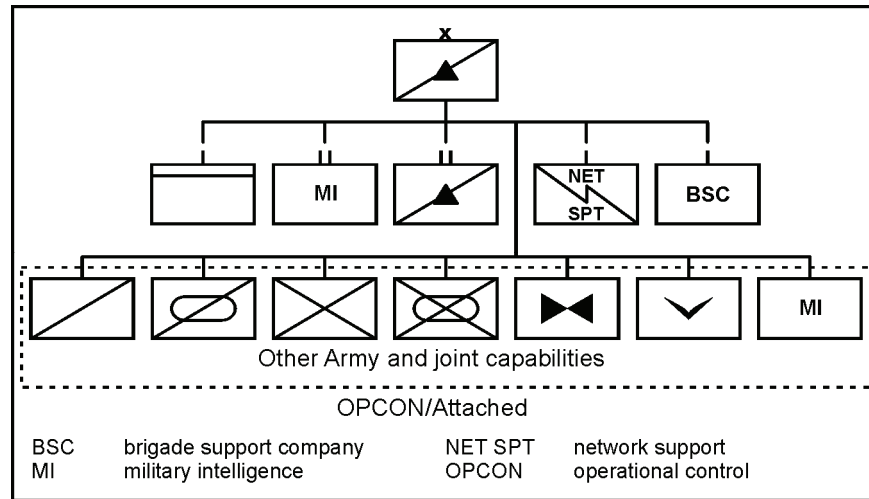 x
MI
NET
SPT
BSC
MI
Other Army and joint capabilities
OPCON/Attached
BSC brigade support company NET SPT network support
MI military intelligence OPCON operational control